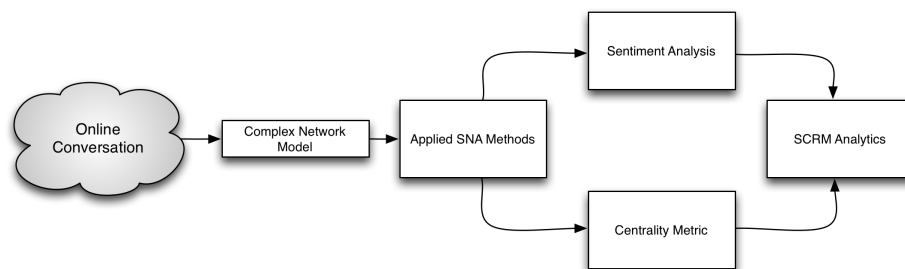 Online
Conversation
Complex Network
Model
Applied SNA Methods
Sentiment Analysis
Centrality Metric
SCRM Analytics